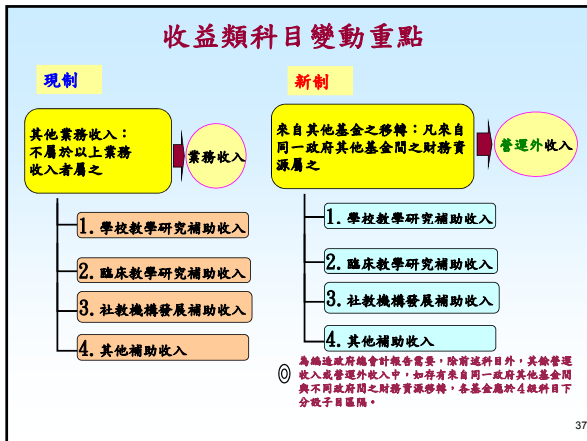 收益類科目變動重點
現制
新制
其他業務收入：
不屬於以上業務
收入者屬之
業務收入
來自其他基金之移轉：凡來自
同一政府其他基金間之財務資
源屬之
營運外收入
1. 學校教學研究補助收入
2. 臨床教學研究補助收入
3. 社教機構發展補助收入
4. 其他補助收入
1. 學校教學研究補助收入
2. 臨床教學研究補助收入
3. 社教機構發展補助收入
4. 其他補助收入
◎ 為編造政府總會計報告需要，除前述科目外，其餘營運
收入或營運外收入中，如存有來自同一政府其他基金間
與不同政府間之財務資源移轉，各基金應於4級科目下
分設子目區隔。
37